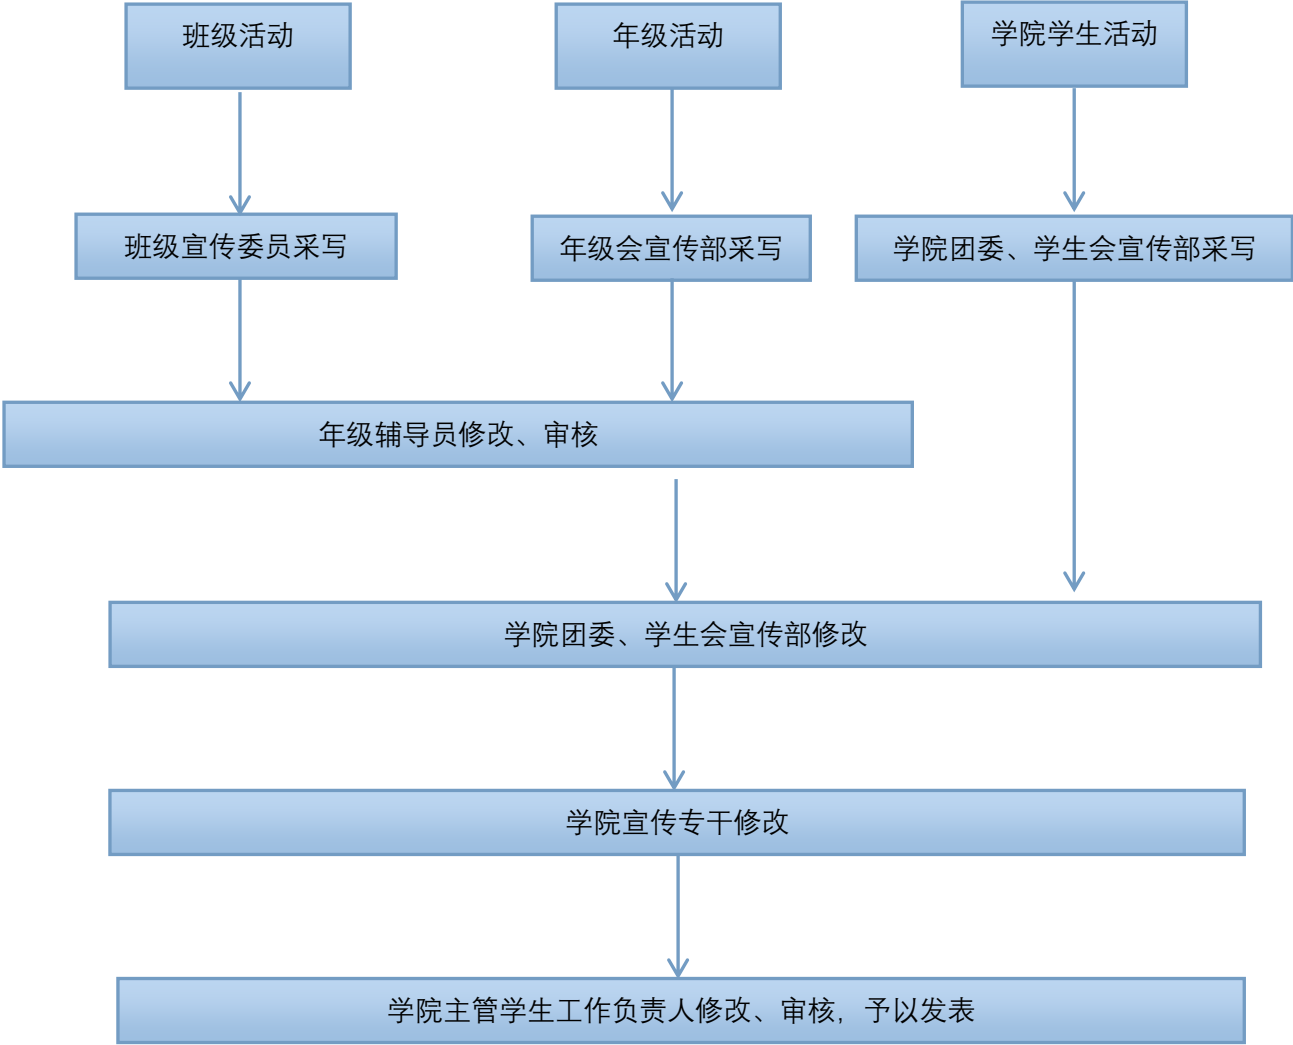 班级活动
年级活动
学院学生活动
班级宣传委员采写
年级会宣传部采写
学院团委、学生会宣传部采写
年级辅导员修改、审核
学院团委、学生会宣传部修改
学院宣传专干修改
学院主管学生工作负责人修改、审核，予以发表